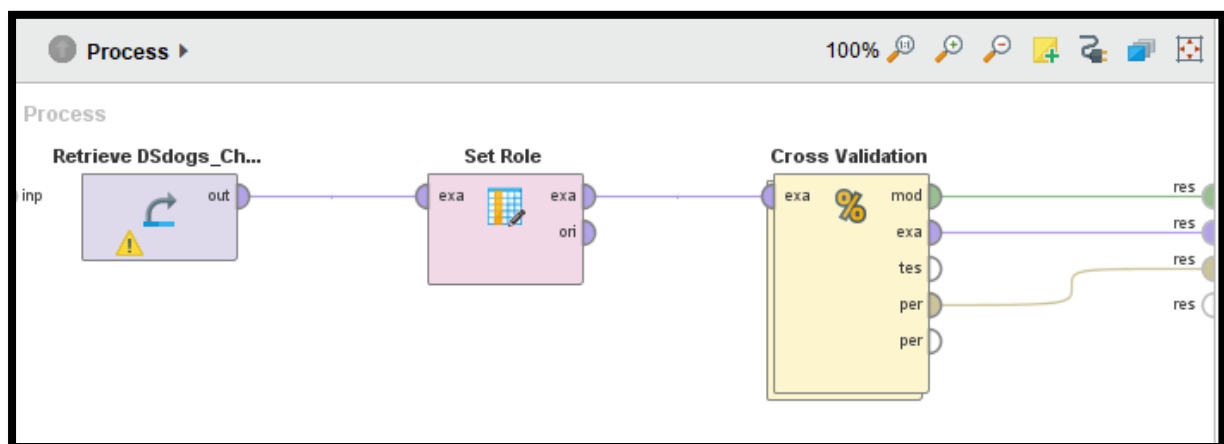 Process
100%
Process
Retrieve DSdogs_Ch...
Set Role
Cross Validation
inp
out
exa
exa
ori
exa
mod
exa
tes
per
per
res
res
res
res